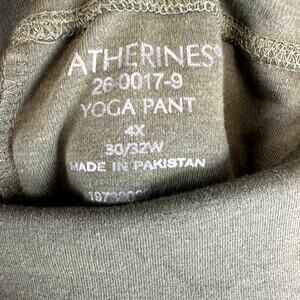 ATHERINES®
26-0017-9
YOGA PANT
4X
30/32W
MADE IN PAKISTAN